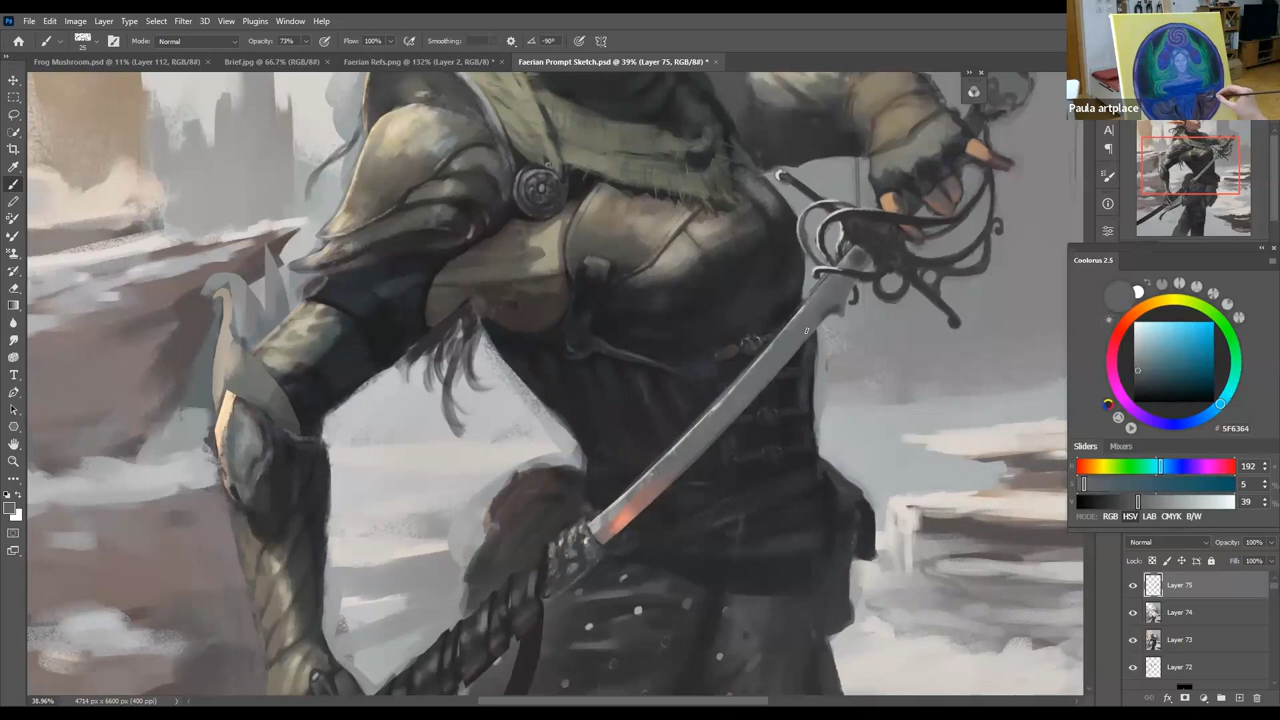 File Edit Image Layer Type Select Filter 3D View Plugins Window Help
25 Mode: Normal Opacity: 73% Flow: 100% Smoothing: -90°
Frog Mushroom.psd @ 11% (Layer 112, RGB/8#) × Brief.jpg @ 66.7% (RGB/8#) × Faerian Refs.png @ 132% (Layer 2, RGB/8) * × Faerian Prompt Sketch.psd @ 39% (Layer 75, RGB/8#) * ×
Paula artplace
Coolorus 2.5
# 5F6364
Sliders Mixers
H 192 °
S 5 %
V 39 %
MODE: RGB HSV LAB CMYK B/W
Normal Opacity: 100%
Lock: Fill: 100%
Layer 75
Layer 74
Layer 73
Layer 72
38.96% 4714 px x 6600 px (400 ppi)